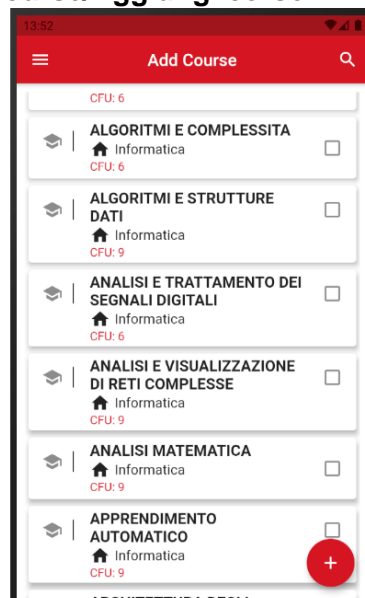 13:52
Add Course
CFU: 6
ALGORITMI E COMPLESSITA
Informatica
CFU: 6
ALGORITMI E STRUTTURE
DATI
Informatica
CFU: 9
ANALISI E TRATTAMENTO DEI
SEGNALI DIGITALI
Informatica
CFU: 6
ANALISI E VISUALIZZAZIONE
DI RETI COMPLESSE
Informatica
CFU: 9
ANALISI MATEMATICA
Informatica
CFU: 9
APPRENDIMENTO
AUTOMATICO
Informatica
CFU: 9